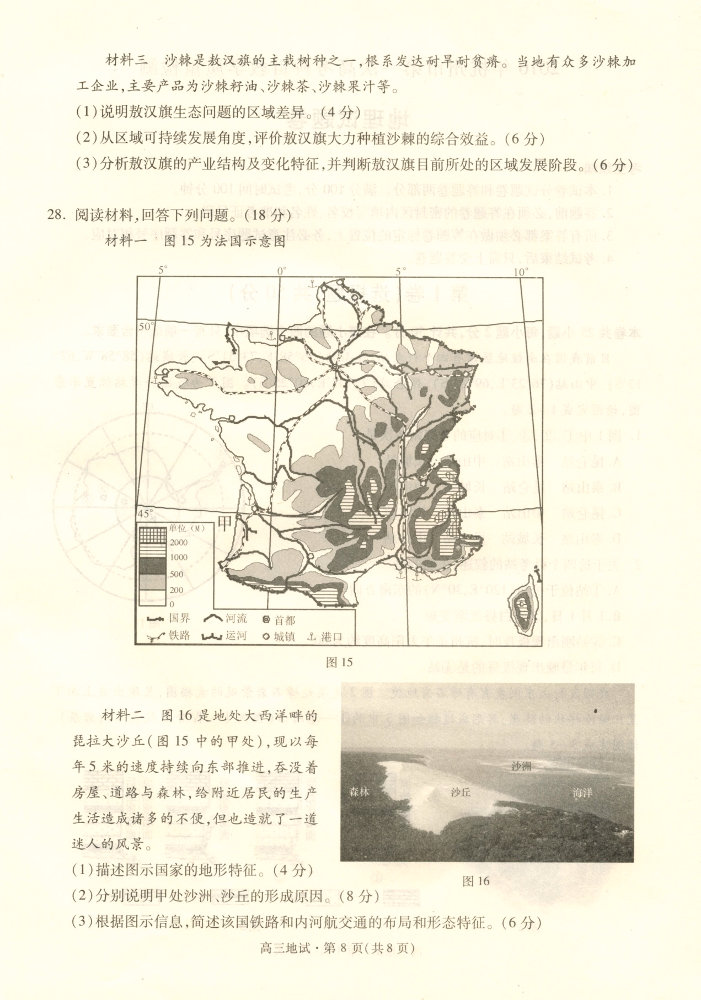 材料三　沙棘是敖汉旗的主栽树种之一,根系发达耐旱耐贫瘠。当地有众多沙棘加
工企业,主要产品为沙棘籽油、沙棘茶、沙棘果汁等。
(1)说明敖汉旗生态问题的区域差异。(4分)
(2)从区域可持续发展角度,评价敖汉旗大力种植沙棘的综合效益。(6分)
(3)分析敖汉旗的产业结构及变化特征,并判断敖汉旗目前所处的区域发展阶段。(6分)
28. 阅读材料,回答下列问题。(18分)
材料一　图15为法国示意图
5° 0° 5° 10°
50°
45°
甲
单位(M)
2000
1000
500
200
0
国界 河流 首都
铁路 运河 城镇 港口
图15
材料二　图16是地处大西洋畔的
琵拉大沙丘(图15中的甲处),现以每
年5米的速度持续向东部推进,吞没着
房屋、道路与森林,给附近居民的生产
生活造成诸多的不便,但也造就了一道
迷人的风景。
沙洲
森林 沙丘 海洋
图16
(1)描述图示国家的地形特征。(4分)
(2)分别说明甲处沙洲、沙丘的形成原因。(8分)
(3)根据图示信息,简述该国铁路和内河航交通的布局和形态特征。(6分)
高三地试·第8页(共8页)